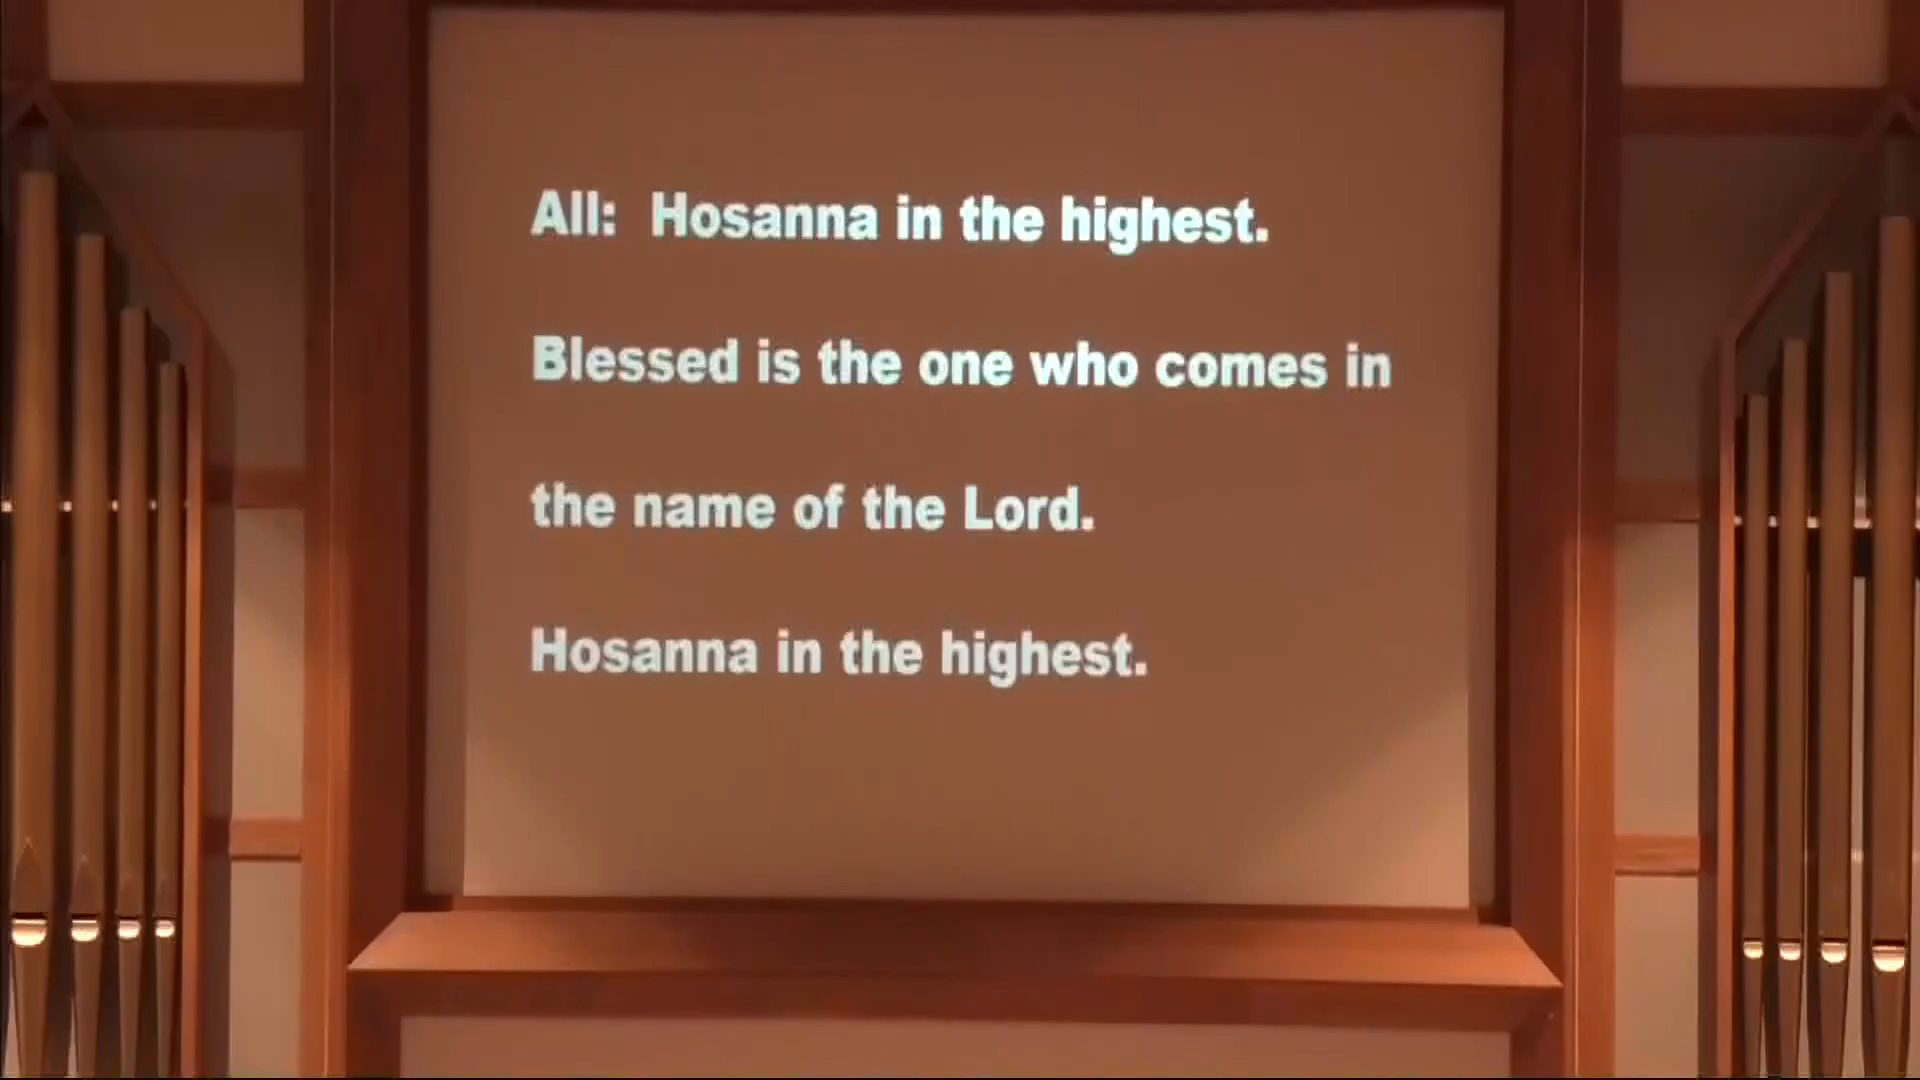 All: Hosanna in the highest.
Blessed is the one who comes in
the name of the Lord.
Hosanna in the highest.